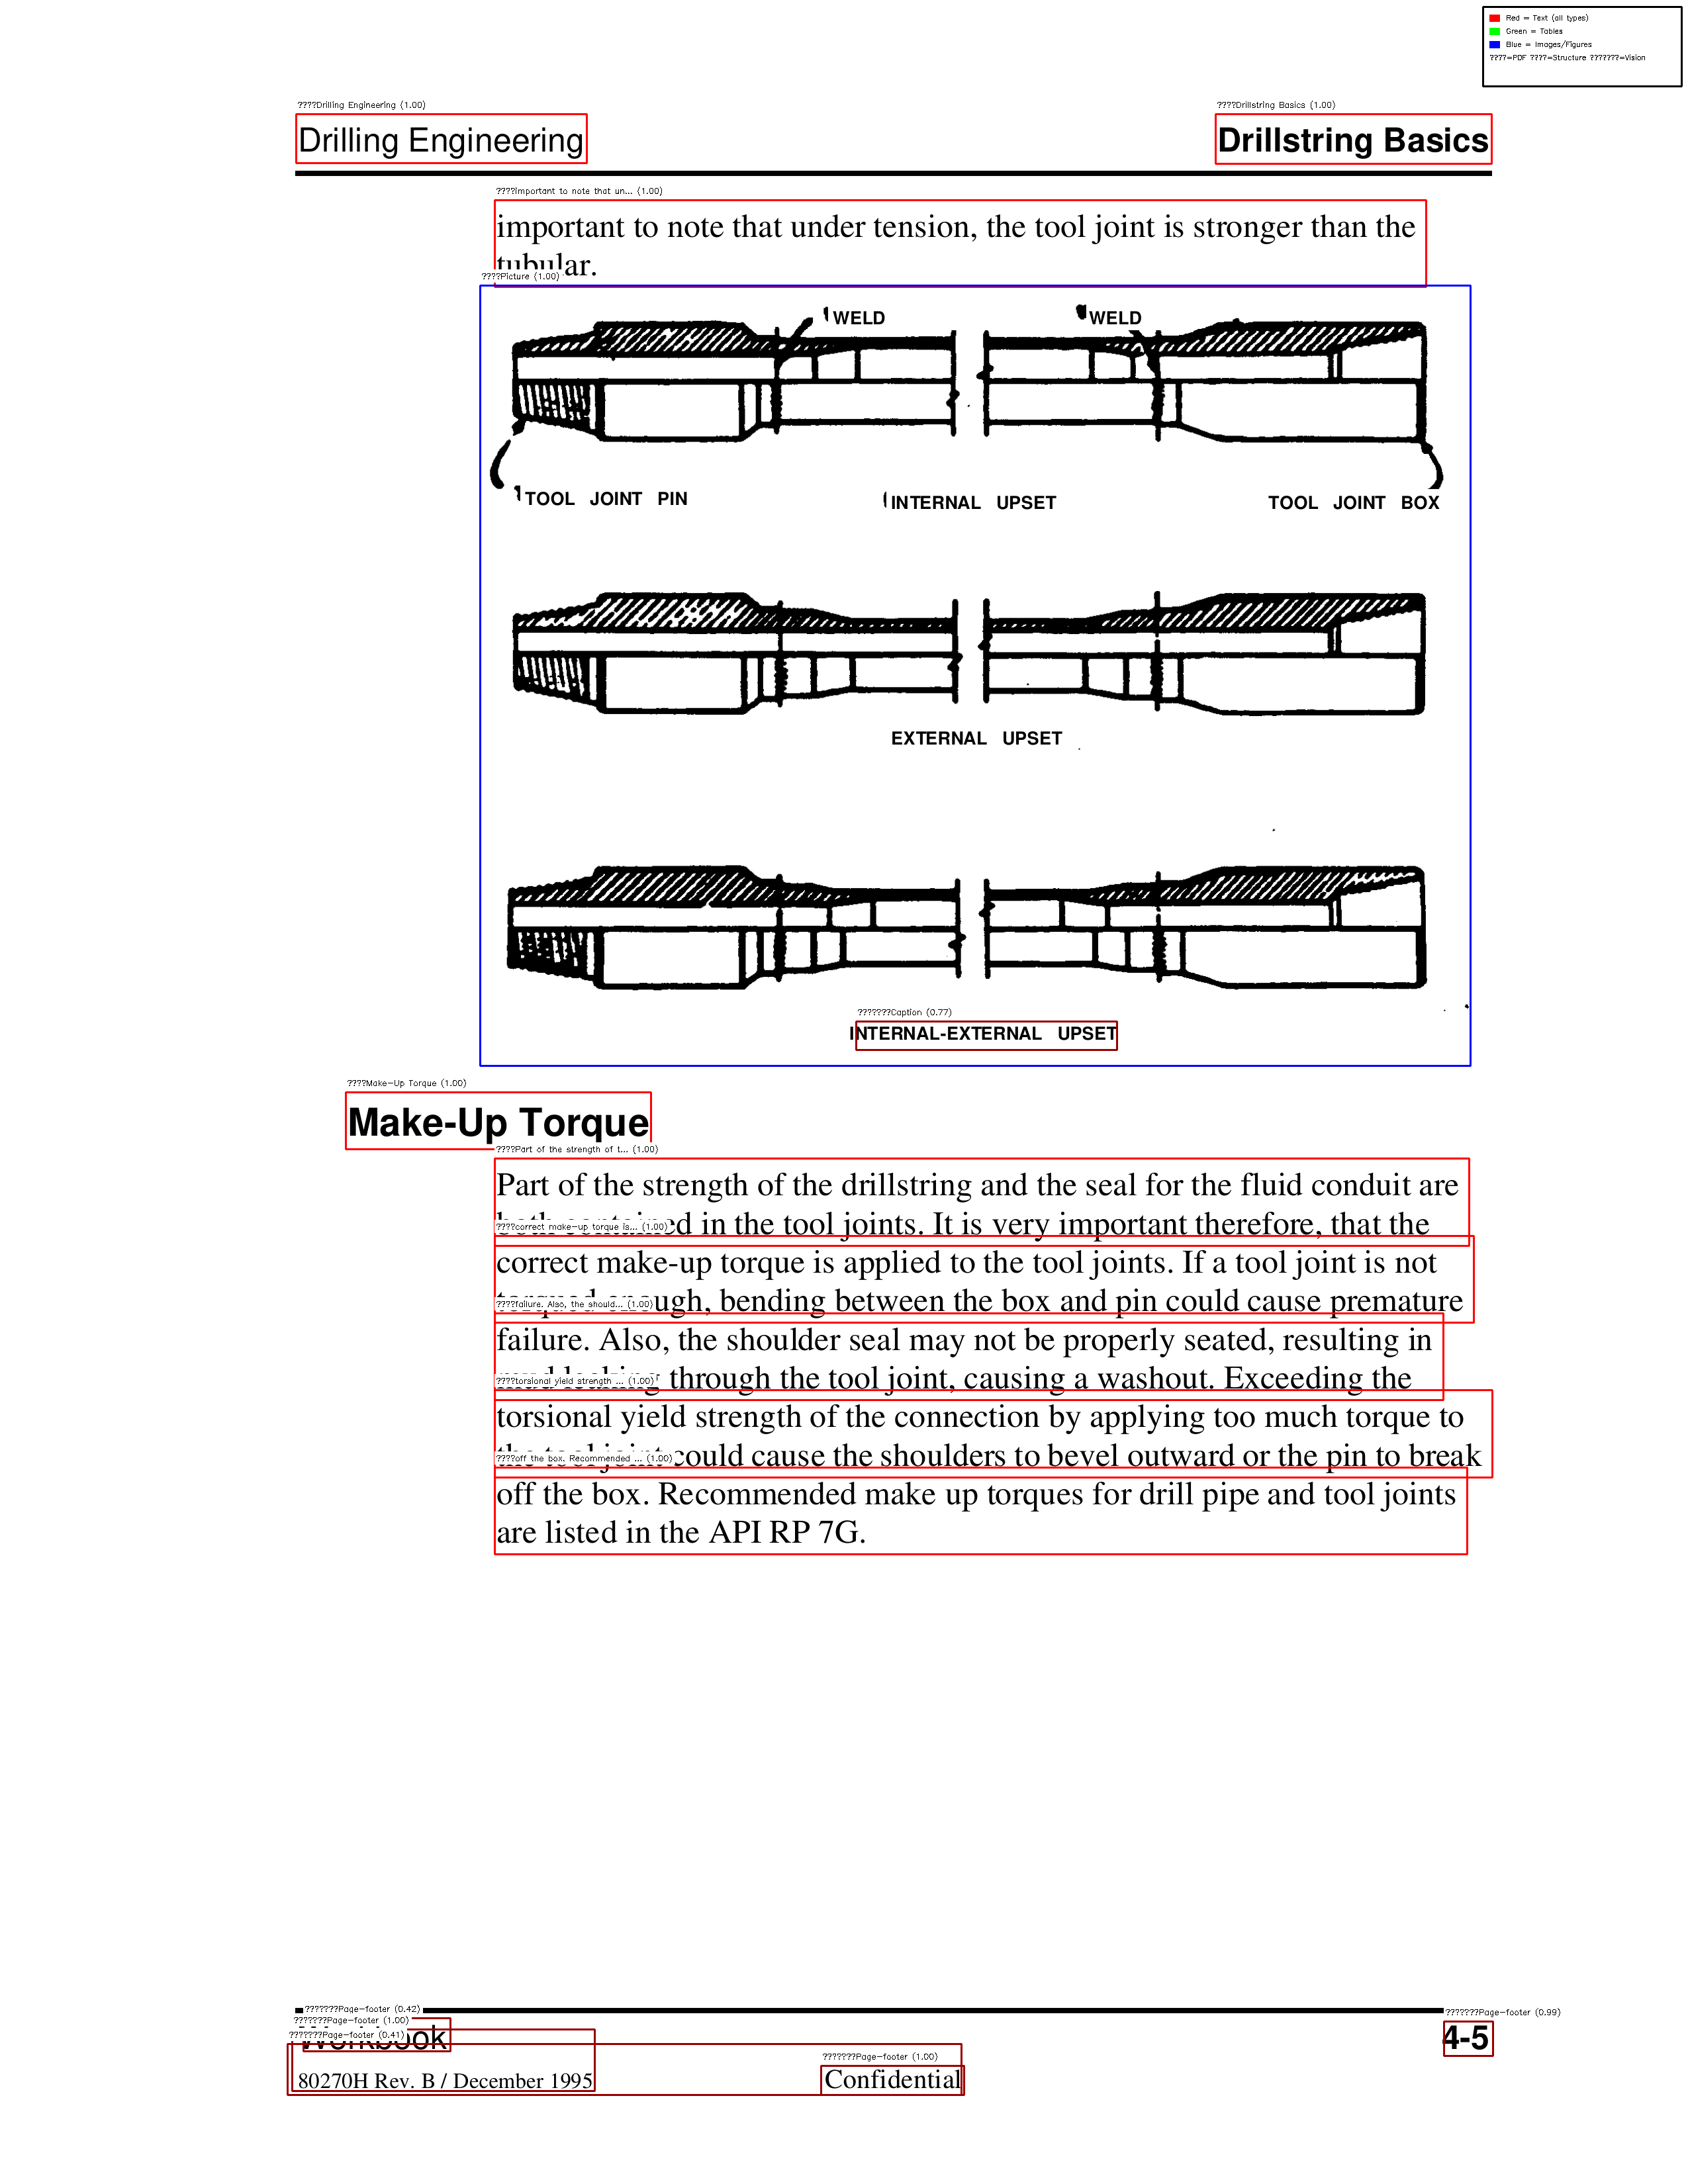 Red = Text (all types)
Green = Tables
Blue = Images/Figures
????=PDF ????=Structure ???????=Vision
????Drilling Engineering (1.00)
????Drillstring Basics (1.00)
Drilling Engineering
Drillstring Basics
????important to note that un... (1.00)
important to note that under tension, the tool joint is stronger than the
tubular.
????Picture (1.00)
WELD
WELD
TOOL JOINT PIN
INTERNAL UPSET
TOOL JOINT BOX
EXTERNAL UPSET
???????Caption (0.77)
INTERNAL-EXTERNAL UPSET
????Make-Up Torque (1.00)
Make-Up Torque
????Part of the strength of t... (1.00)
Part of the strength of the drillstring and the seal for the fluid conduit are
both contained in the tool joints. It is very important therefore, that the
????correct make-up torque is... (1.00)
correct make-up torque is applied to the tool joints. If a tool joint is not
torqued enough, bending between the box and pin could cause premature
????failure. Also, the should... (1.00)
failure. Also, the shoulder seal may not be properly seated, resulting in
mud leaking through the tool joint, causing a washout. Exceeding the
????torsional yield strength ... (1.00)
torsional yield strength of the connection by applying too much torque to
the tool joint could cause the shoulders to bevel outward or the pin to break
????off the box. Recommended ... (1.00)
off the box. Recommended make up torques for drill pipe and tool joints
are listed in the API RP 7G.
???????Page-footer (0.42)
???????Page-footer (0.99)
???????Page-footer (1.00)
???????Page-footer (0.41)
Workbook
4-5
???????Page-footer (1.00)
80270H Rev. B / December 1995
Confidential